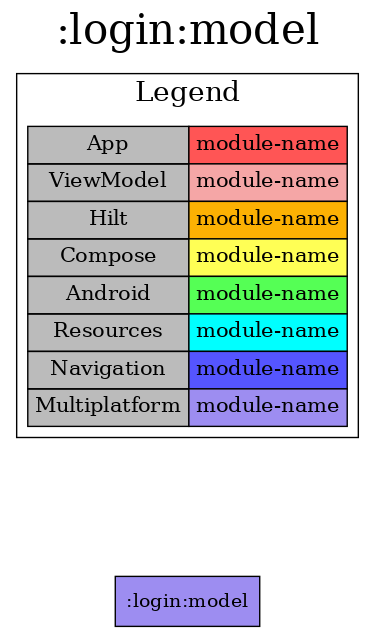 :login:model
Legend
App module-name
ViewModel module-name
Hilt module-name
Compose module-name
Android module-name
Resources module-name
Navigation module-name
Multiplatform module-name
:login:model